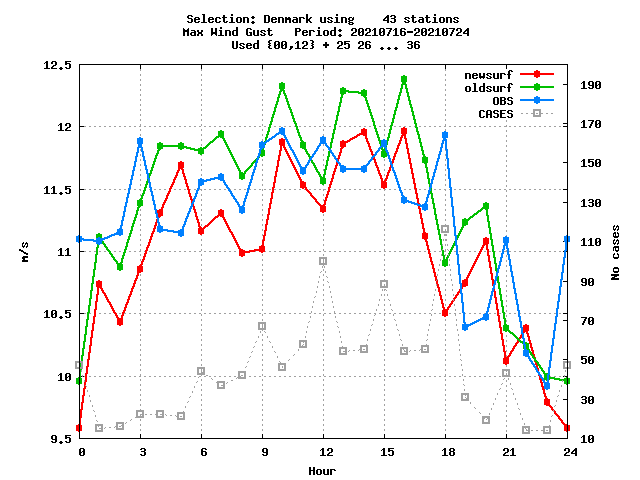 Selection: Denmark using    43 stations
Max Wind Gust   Period: 20210716-20210724
Used {00,12} + 25 26 ... 36
newsurf
oldsurf
OBS
CASES
12.5
12
11.5
11
10.5
10
9.5
m/s
190
170
150
130
110
90
70
50
30
10
No cases
0 3 6 9 12 15 18 21 24
Hour